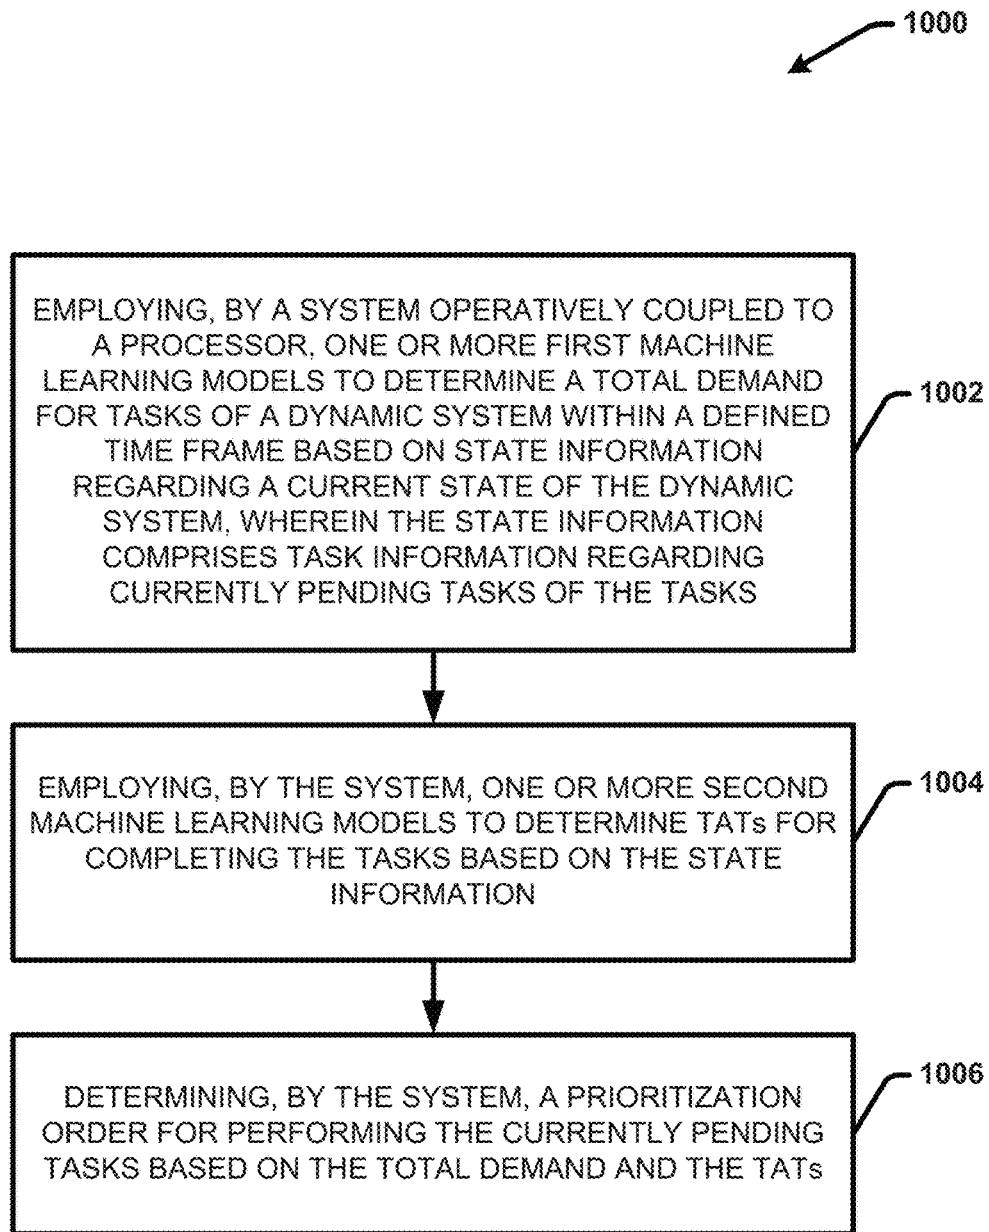 1000
EMPLOYING, BY A SYSTEM OPERATIVELY COUPLED TO
A PROCESSOR, ONE OR MORE FIRST MACHINE
LEARNING MODELS TO DETERMINE A TOTAL DEMAND
FOR TASKS OF A DYNAMIC SYSTEM WITHIN A DEFINED
TIME FRAME BASED ON STATE INFORMATION
REGARDING A CURRENT STATE OF THE DYNAMIC
SYSTEM, WHEREIN THE STATE INFORMATION
COMPRISES TASK INFORMATION REGARDING
CURRENTLY PENDING TASKS OF THE TASKS
1002
EMPLOYING, BY THE SYSTEM, ONE OR MORE SECOND
MACHINE LEARNING MODELS TO DETERMINE TATs FOR
COMPLETING THE TASKS BASED ON THE STATE
INFORMATION
1004
DETERMINING, BY THE SYSTEM, A PRIORITIZATION
ORDER FOR PERFORMING THE CURRENTLY PENDING
TASKS BASED ON THE TOTAL DEMAND AND THE TATs
1006